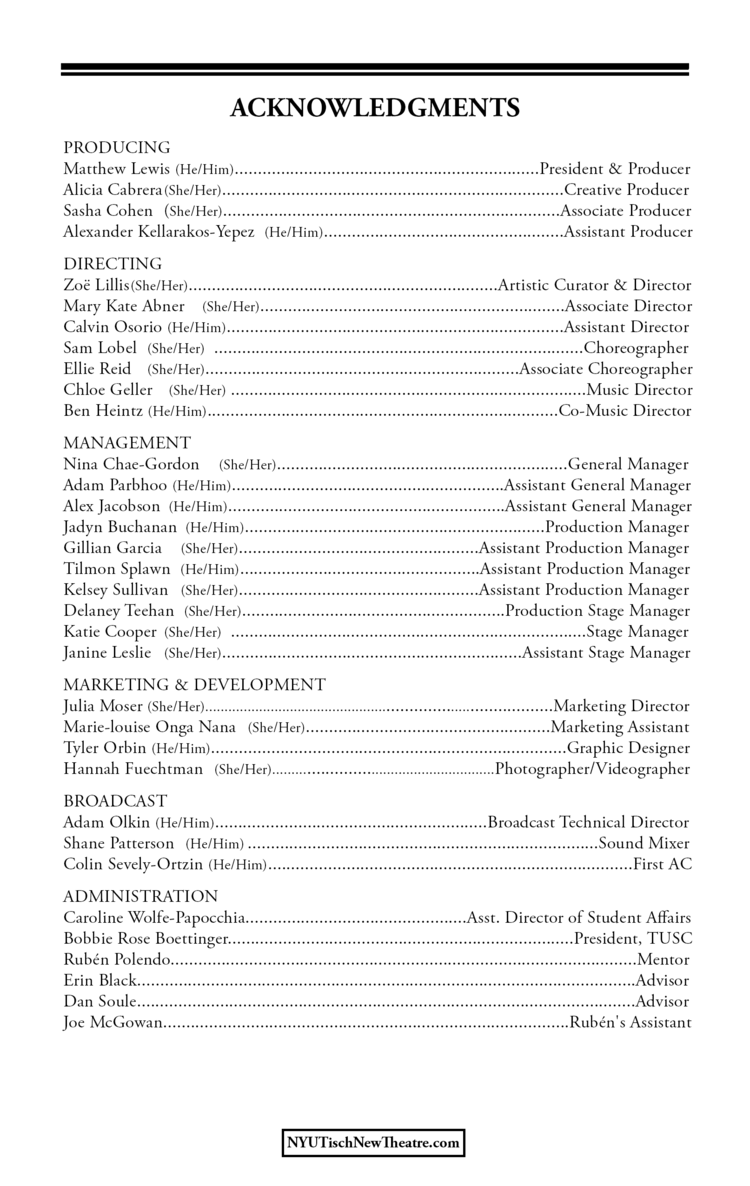 ACKNOWLEDGMENTS
PRODUCING
Matthew Lewis (He/Him)..................................................................President & Producer
Alicia Cabrera(She/Her)..........................................................................Creative Producer
Sasha Cohen (She/Her).........................................................................Associate Producer
Alexander Kellarakos-Yepez (He/Him)....................................................Assistant Producer
DIRECTING
Zoë Lillis(She/Her)...................................................................Artistic Curator & Director
Mary Kate Abner (She/Her)..................................................................Associate Director
Calvin Osorio (He/Him).........................................................................Assistant Director
Sam Lobel (She/Her) ................................................................................Choreographer
Ellie Reid (She/Her)....................................................................Associate Choreographer
Chloe Geller (She/Her) .............................................................................Music Director
Ben Heintz (He/Him)............................................................................Co-Music Director
MANAGEMENT
Nina Chae-Gordon (She/Her)...............................................................General Manager
Adam Parbhoo (He/Him)...........................................................Assistant General Manager
Alex Jacobson (He/Him)............................................................Assistant General Manager
Jadyn Buchanan (He/Him).................................................................Production Manager
Gillian Garcia (She/Her)....................................................Assistant Production Manager
Tilmon Splawn (He/Him)....................................................Assistant Production Manager
Kelsey Sullivan (She/Her)....................................................Assistant Production Manager
Delaney Teehan (She/Her).........................................................Production Stage Manager
Katie Cooper (She/Her) .............................................................................Stage Manager
Janine Leslie (She/Her).................................................................Assistant Stage Manager
MARKETING & DEVELOPMENT
Julia Moser (She/Her)............................................................................Marketing Director
Marie-louise Onga Nana (She/Her).....................................................Marketing Assistant
Tyler Orbin (He/Him).............................................................................Graphic Designer
Hannah Fuechtman (She/Her)........................................................Photographer/Videographer
BROADCAST
Adam Olkin (He/Him)...........................................................Broadcast Technical Director
Shane Patterson (He/Him) ............................................................................Sound Mixer
Colin Sevely-Ortzin (He/Him)...............................................................................First AC
ADMINISTRATION
Caroline Wolfe-Papocchia................................................Asst. Director of Student Affairs
Bobbie Rose Boettinger...........................................................................President, TUSC
Rubén Polendo.....................................................................................................Mentor
Erin Black............................................................................................................Advisor
Dan Soule............................................................................................................Advisor
Joe McGowan........................................................................................Rubén's Assistant
NYUTischNewTheatre.com